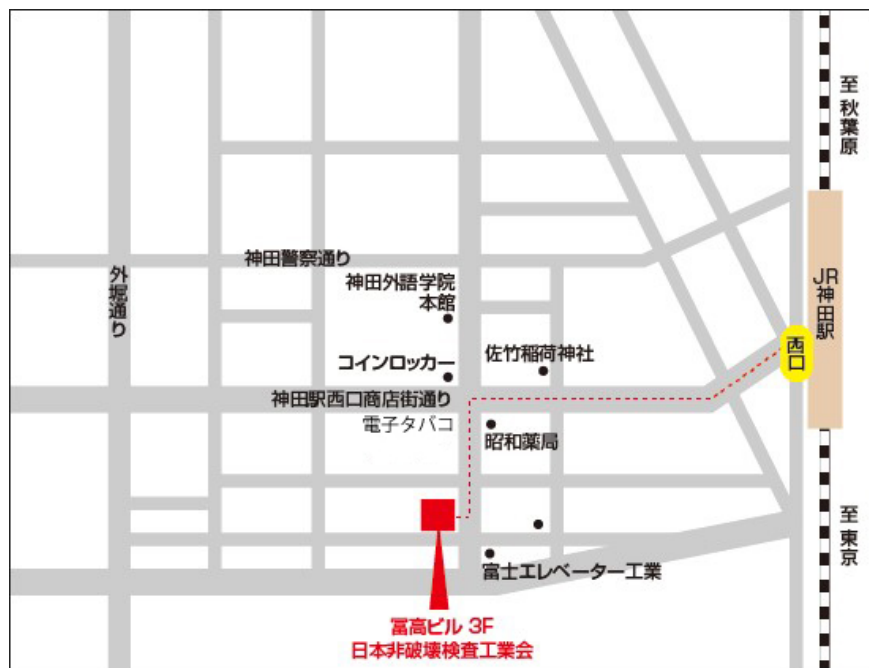 至 秋葉原
神田警察通り
外堀通り
神田外語学院
本館
JR神田駅
西口
コインロッカー
佐竹稲荷神社
神田駅西口商店街通り
電子タバコ
昭和薬局
至 東京
富士エレベーター工業
冨高ビル 3F
日本非破壊検査工業会